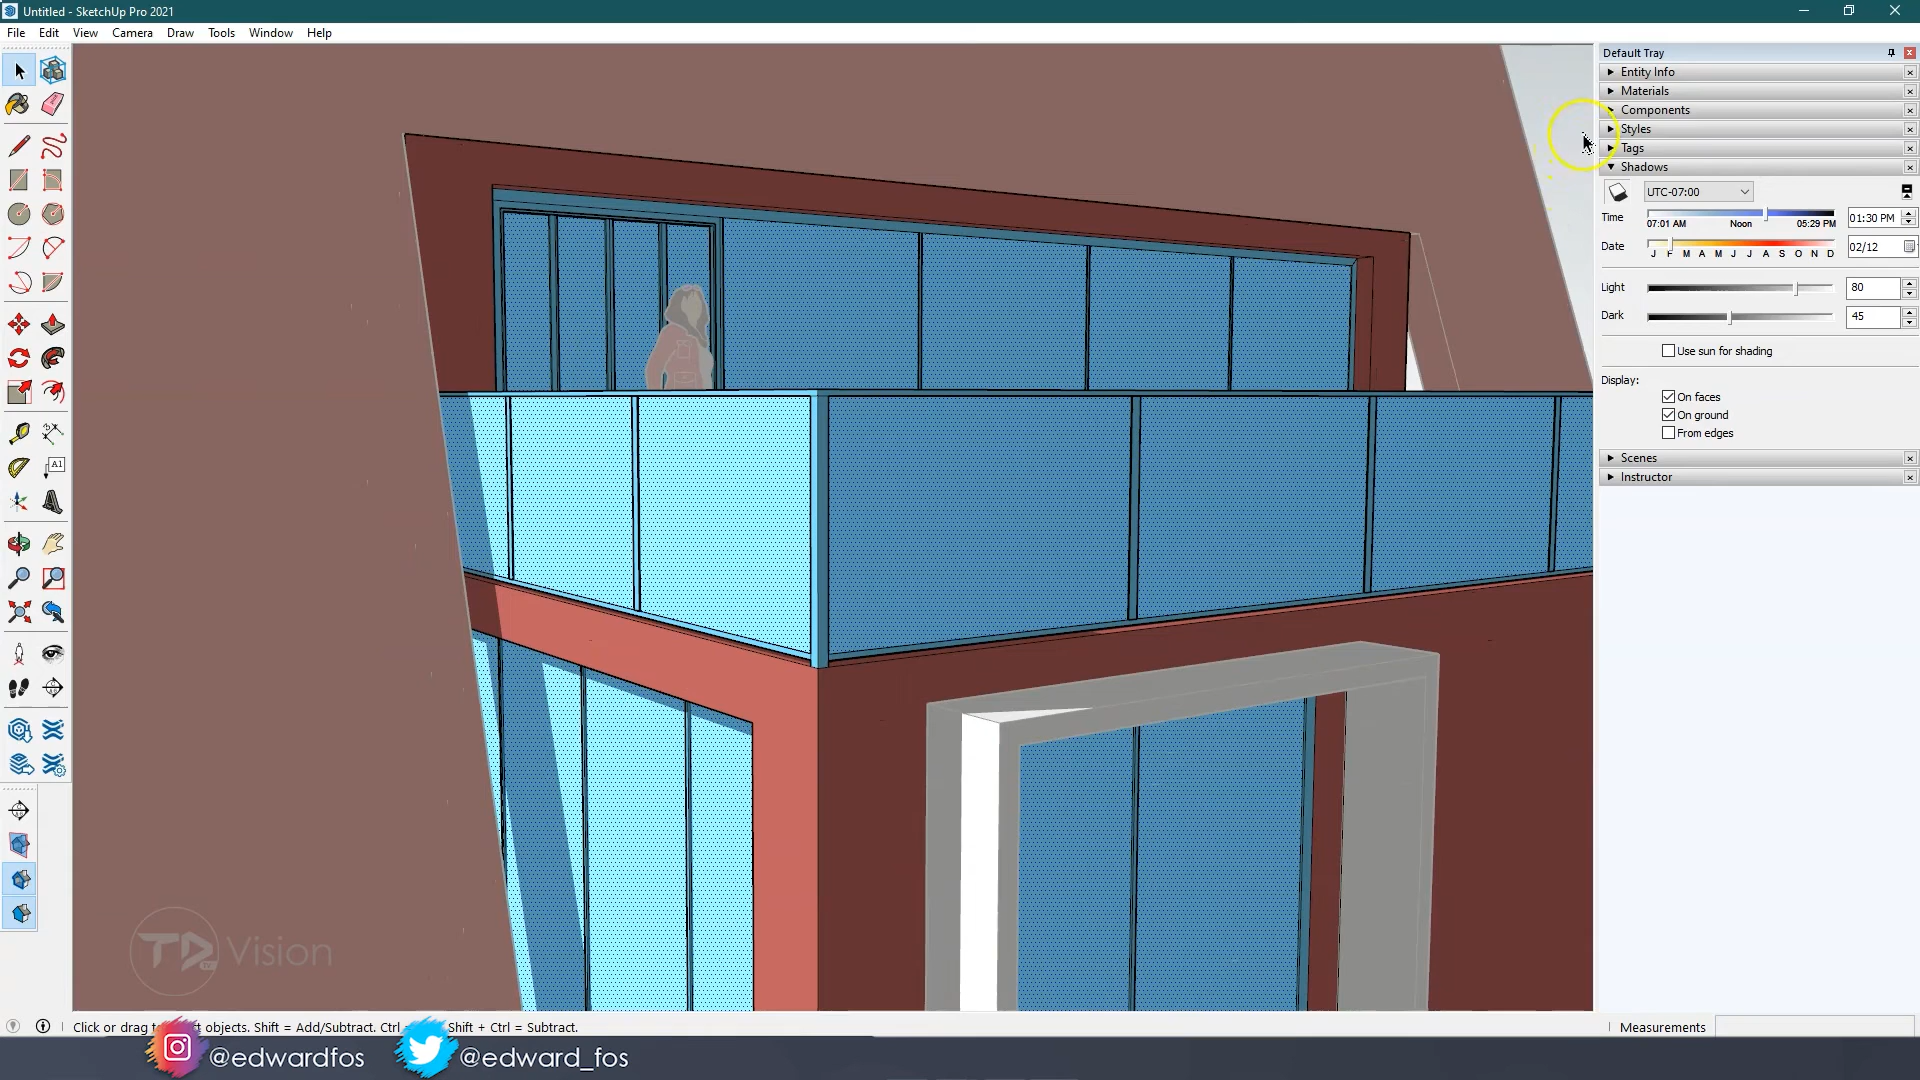 Untitled - SketchUp Pro 2021
File Edit View Camera Draw Tools Window Help
Default Tray
Entity Info
Materials
Components
Styles
Tags
Shadows
UTC-07:00
Time
07:01 AM Noon 05:29 PM
01:30 PM
Date
J F M A M J J A S O N D
02/12
Light
80
Dark
45
Use sun for shading
Display:
On faces
On ground
From edges
Scenes
Instructor
A1
TD
TV
Vision
Click or drag t objects. Shift = Add/Subtract. Ctrl Shift + Ctrl = Subtract.
Measurements
@edwardfos @edward_fos